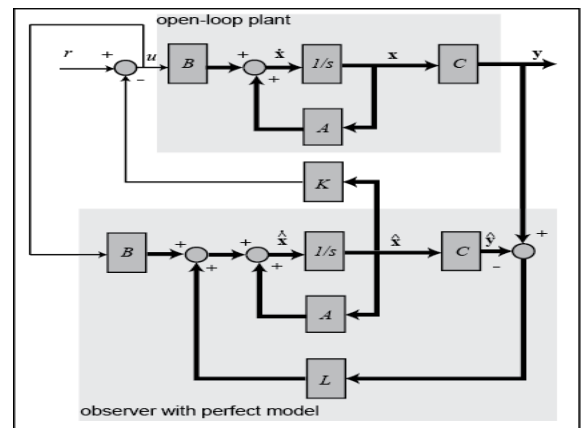 open-loop plant
r + - u B + + ẋ 1/s x C y
A
K
B + + + + x̂̇ 1/s x̂ C ŷ + -
A
L
observer with perfect model